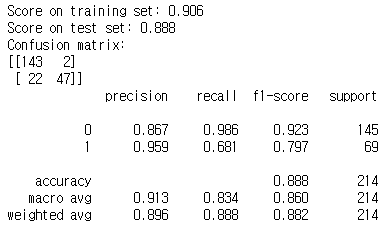 Score on training set: 0.906
Score on test set: 0.888
Confusion matrix:
[[143   2]
 [ 22  47]]
              precision    recall  f1-score   support

           0      0.867     0.986     0.923       145
           1      0.959     0.681     0.797        69

    accuracy                          0.888       214
   macro avg      0.913     0.834     0.860       214
weighted avg      0.896     0.888     0.882       214